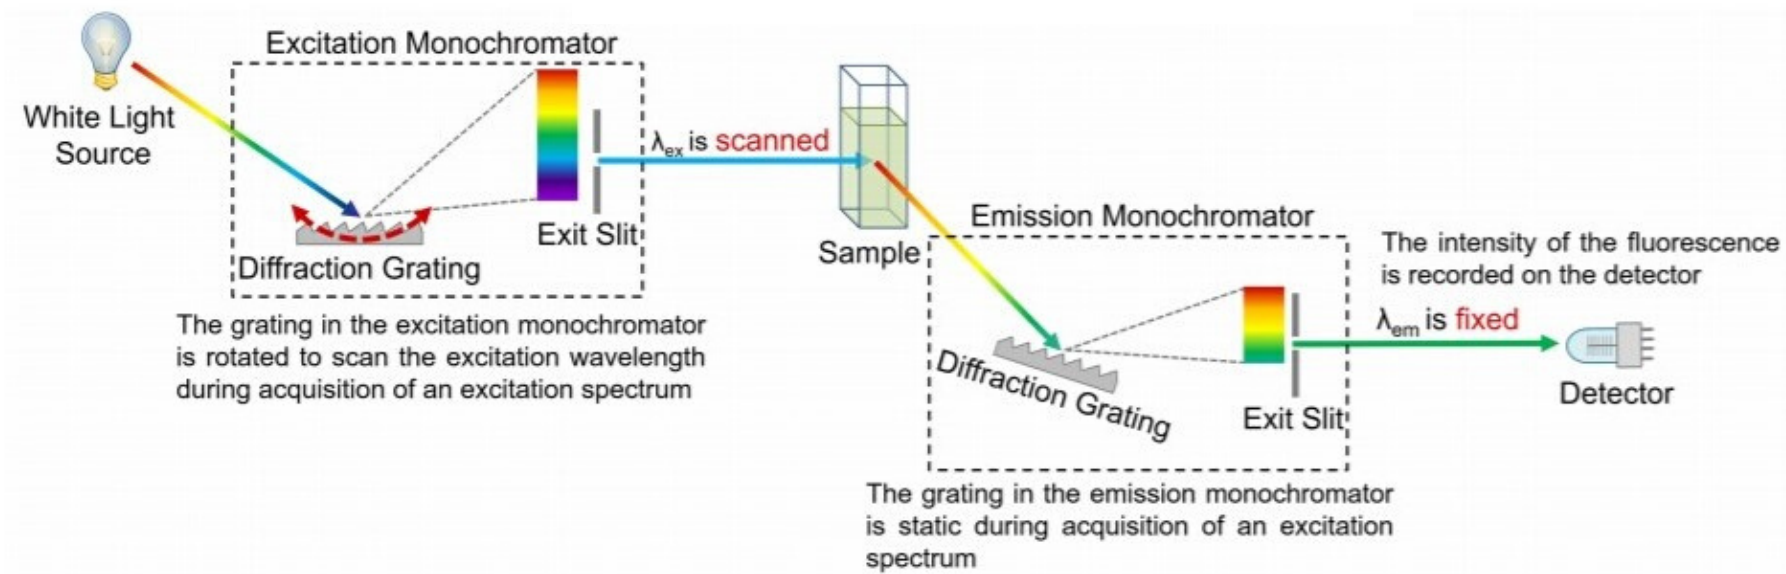 White Light
Source
Excitation Monochromator
Exit Slit
Diffraction Grating
The grating in the excitation monochromator
is rotated to scan the excitation wavelength
during acquisition of an excitation spectrum
λex is scanned
Sample
Emission Monochromator
Diffraction Grating
Exit Slit
The grating in the emission monochromator
is static during acquisition of an excitation
spectrum
The intensity of the fluorescence
is recorded on the detector
λem is fixed
Detector